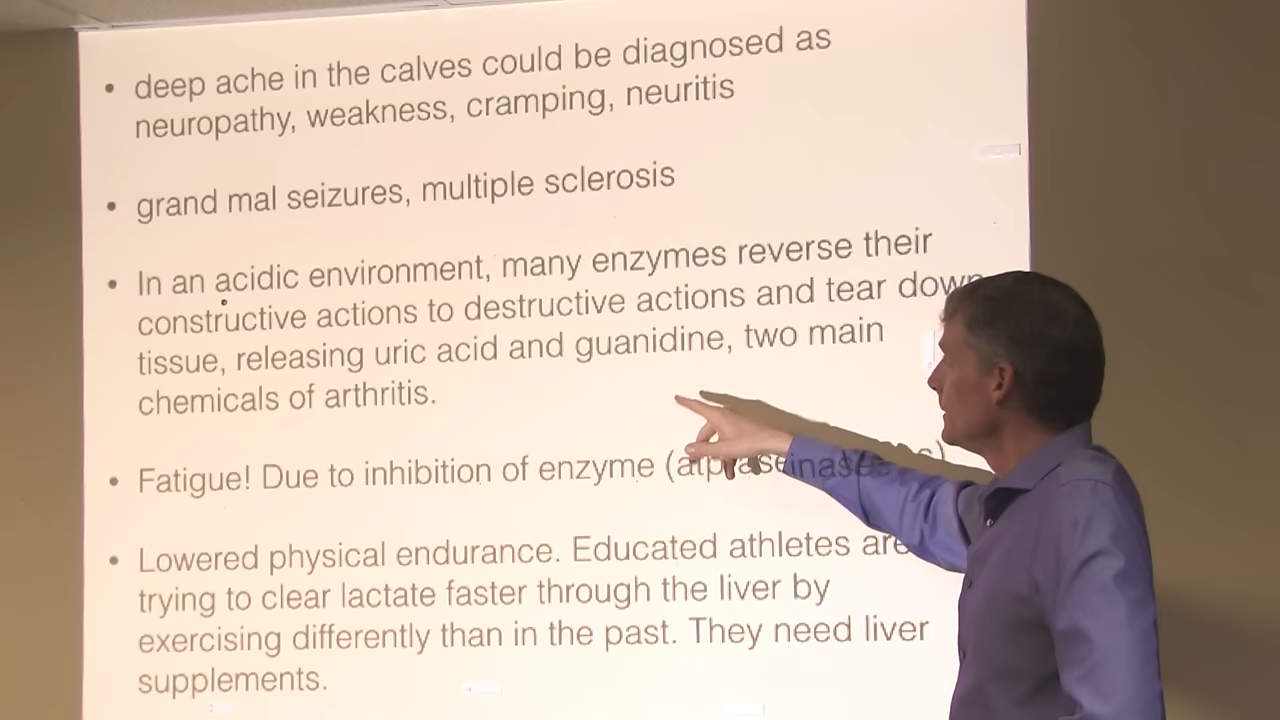 • deep ache in the calves could be diagnosed as
neuropathy, weakness, cramping, neuritis
• grand mal seizures, multiple sclerosis
• In an acidic environment, many enzymes reverse their
constructive actions to destructive actions and tear down
tissue, releasing uric acid and guanidine, two main
chemicals of arthritis.
• Fatigue! Due to inhibition of enzyme
• Lowered physical endurance. Educated athletes are
trying to clear lactate faster through the liver by
exercising differently than in the past. They need liver
supplements.